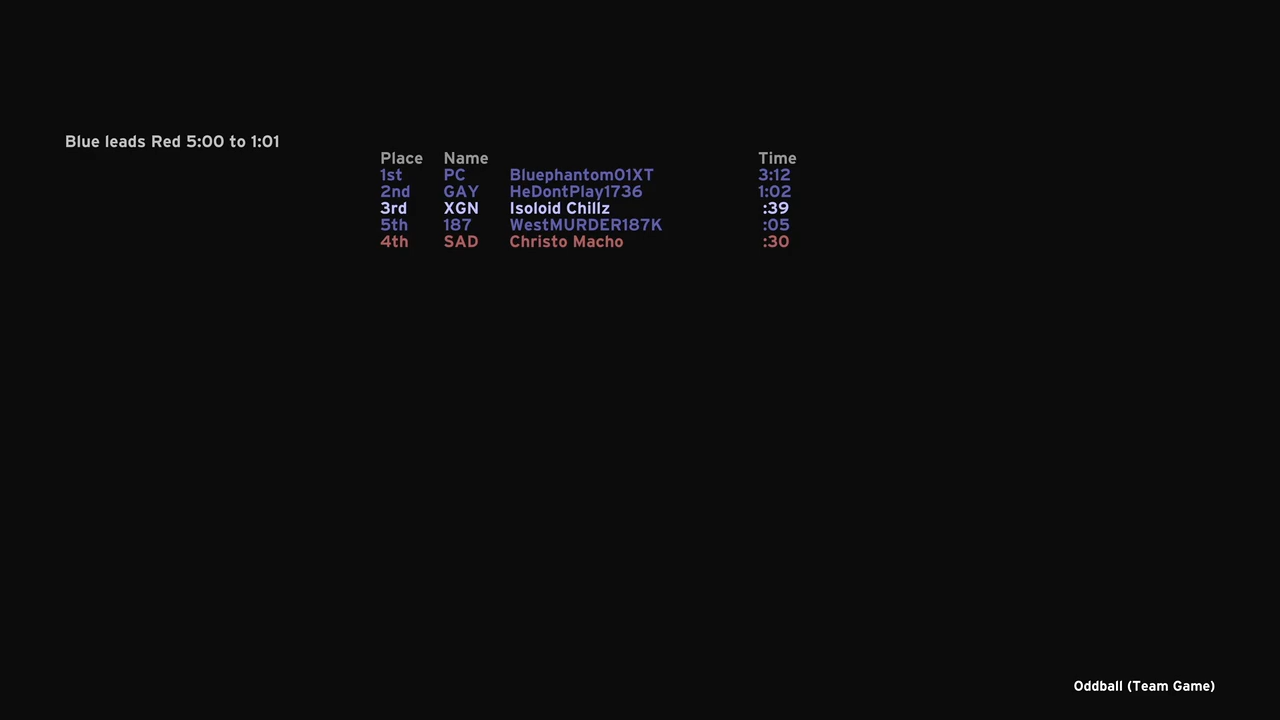 Blue leads Red 5:00 to 1:01
Place Name Time
1st PC Bluephantom01XT 3:12
2nd GAY HeDontPlay1736 1:02
3rd XGN Isoloid Chillz :39
5th 187 WestMURDER187K :05
4th SAD Christo Macho :30
Oddball (Team Game)